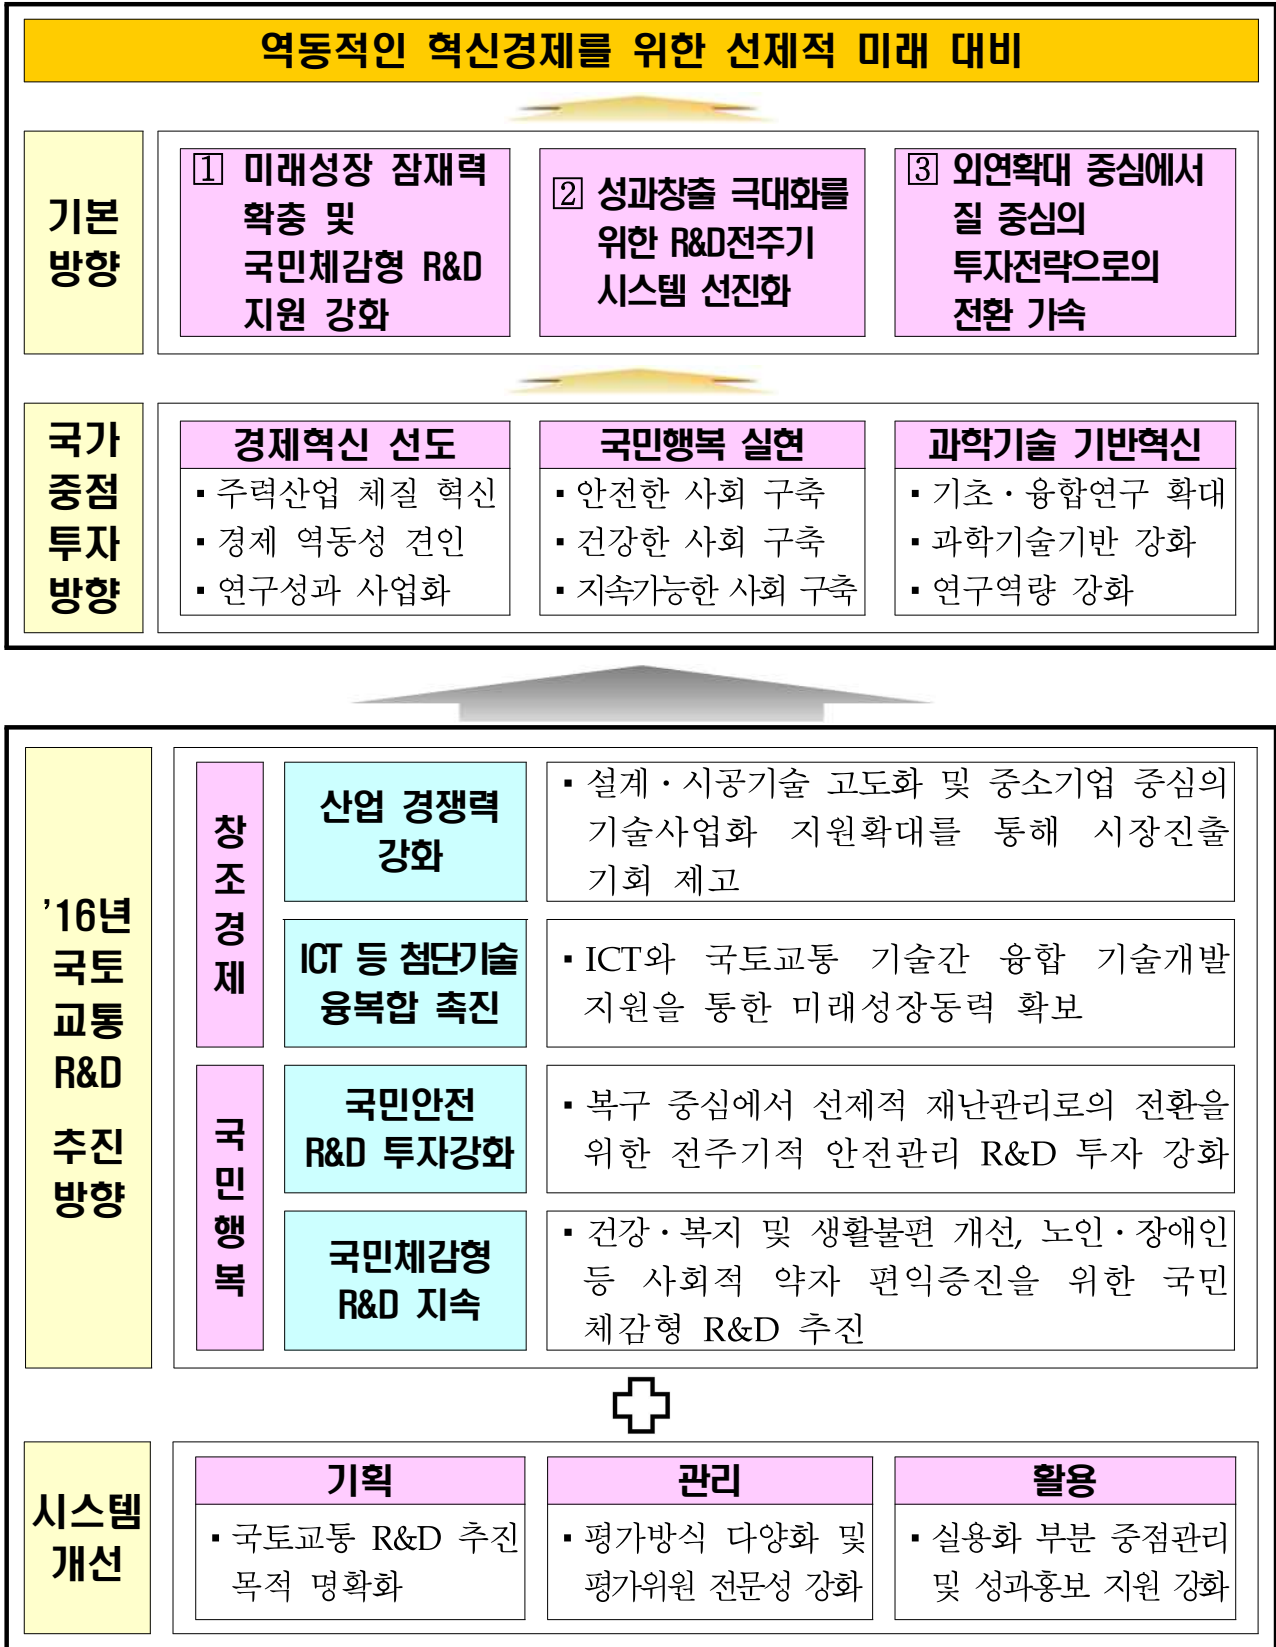 역동적인 혁신경제를 위한 선제적 미래 대비
기본
방향
1 미래성장 잠재력
확충 및
국민체감형 R&D
지원 강화
2 성과창출 극대화를
위한 R&D전주기
시스템 선진화
3 외연확대 중심에서
질 중심의
투자전략으로의
전환 가속
국가
중점
투자
방향
경제혁신 선도
▪ 주력산업 체질 혁신
▪ 경제 역동성 견인
▪ 연구성과 사업화
국민행복 실현
▪ 안전한 사회 구축
▪ 건강한 사회 구축
▪ 지속가능한 사회 구축
과학기술 기반혁신
▪ 기초·융합연구 확대
▪ 과학기술기반 강화
▪ 연구역량 강화
’16년
국토
교통
R&D
추진
방향
창
조
경
제
산업 경쟁력
강화
▪ 설계·시공기술 고도화 및 중소기업 중심의
기술사업화 지원확대를 통해 시장진출
기회 제고
ICT 등 첨단기술
융복합 촉진
▪ ICT와 국토교통 기술간 융합 기술개발
지원을 통한 미래성장동력 확보
국
민
행
복
국민안전
R&D 투자강화
▪ 복구 중심에서 선제적 재난관리로의 전환을
위한 전주기적 안전관리 R&D 투자 강화
국민체감형
R&D 지속
▪ 건강·복지 및 생활불편 개선, 노인·장애인
등 사회적 약자 편익증진을 위한 국민
체감형 R&D 추진
시스템
개선
기획
▪ 국토교통 R&D 추진
목적 명확화
관리
▪ 평가방식 다양화 및
평가위원 전문성 강화
활용
▪ 실용화 부분 중점관리
및 성과홍보 지원 강화